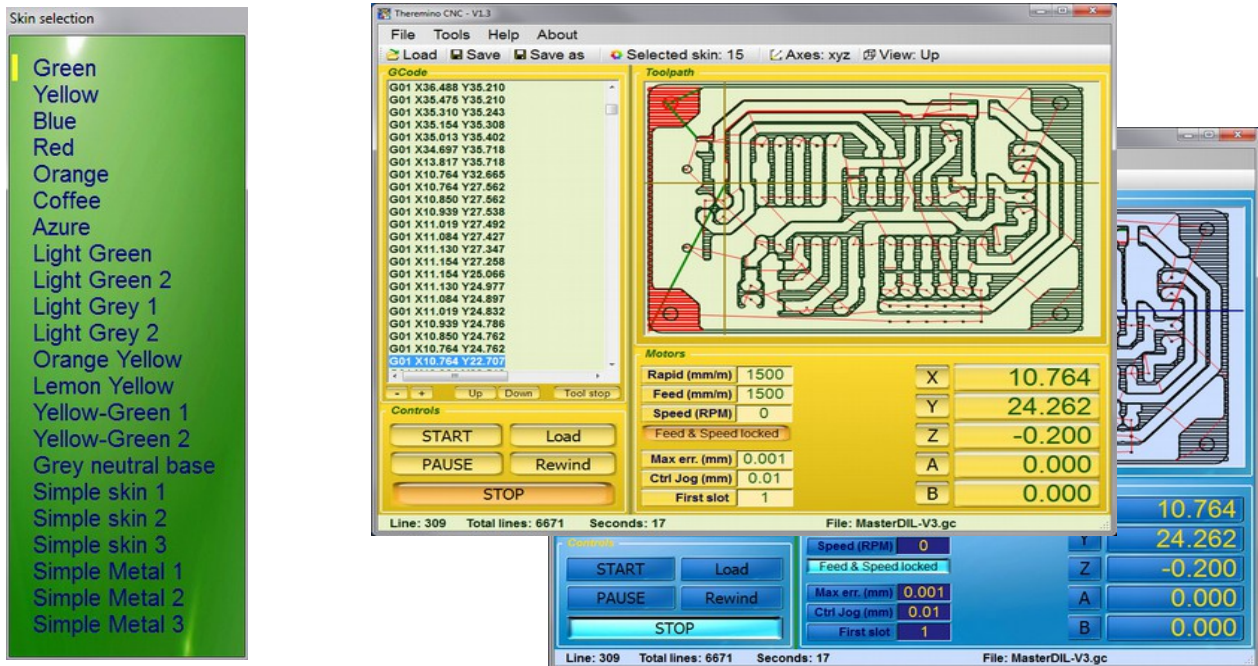 Skin selection
Green
Yellow
Blue
Red
Orange
Coffee
Azure
Light Green
Light Green 2
Light Grey 1
Light Grey 2
Orange Yellow
Lemon Yellow
Yellow-Green 1
Yellow-Green 2
Grey neutral base
Simple skin 1
Simple skin 2
Simple skin 3
Simple Metal 1
Simple Metal 2
Simple Metal 3
Theremino CNC - V1.3
File Tools Help About
Load Save Save as Selected skin: 15 Axes: xyz View: Up
GCode
G01 X36.488 Y35.210
G01 X35.475 Y35.210
G01 X35.310 Y35.243
G01 X35.154 Y35.308
G01 X35.013 Y35.402
G01 X34.697 Y35.718
G01 X13.817 Y35.718
G01 X10.764 Y32.665
G01 X10.764 Y27.562
G01 X10.850 Y27.562
G01 X10.939 Y27.538
G01 X11.019 Y27.492
G01 X11.084 Y27.427
G01 X11.130 Y27.347
G01 X11.154 Y27.258
G01 X11.154 Y25.066
G01 X11.130 Y24.977
G01 X11.084 Y24.897
G01 X11.019 Y24.832
G01 X10.939 Y24.786
G01 X10.850 Y24.762
G01 X10.764 Y24.762
G01 X10.764 Y22.707
- + Up Down Tool stop
Controls
START Load
PAUSE Rewind
STOP
Toolpath
Motors
Rapid (mm/m) 1500
Feed (mm/m) 1500
Speed (RPM) 0
Feed & Speed locked
Max err. (mm) 0.001
Ctrl Jog (mm) 0.01
First slot 1
X 10.764
Y 24.262
Z -0.200
A 0.000
B 0.000
Line: 309 Total lines: 6671 Seconds: 17 File: MasterDIL-V3.gc
Controls
START Load
PAUSE Rewind
STOP
Speed (RPM) 0
Feed & Speed locked
Max err. (mm) 0.001
Ctrl Jog (mm) 0.01
First slot 1
10.764
Y 24.262
Z -0.200
A 0.000
B 0.000
Line: 309 Total lines: 6671 Seconds: 17 File: MasterDIL-V3.gc